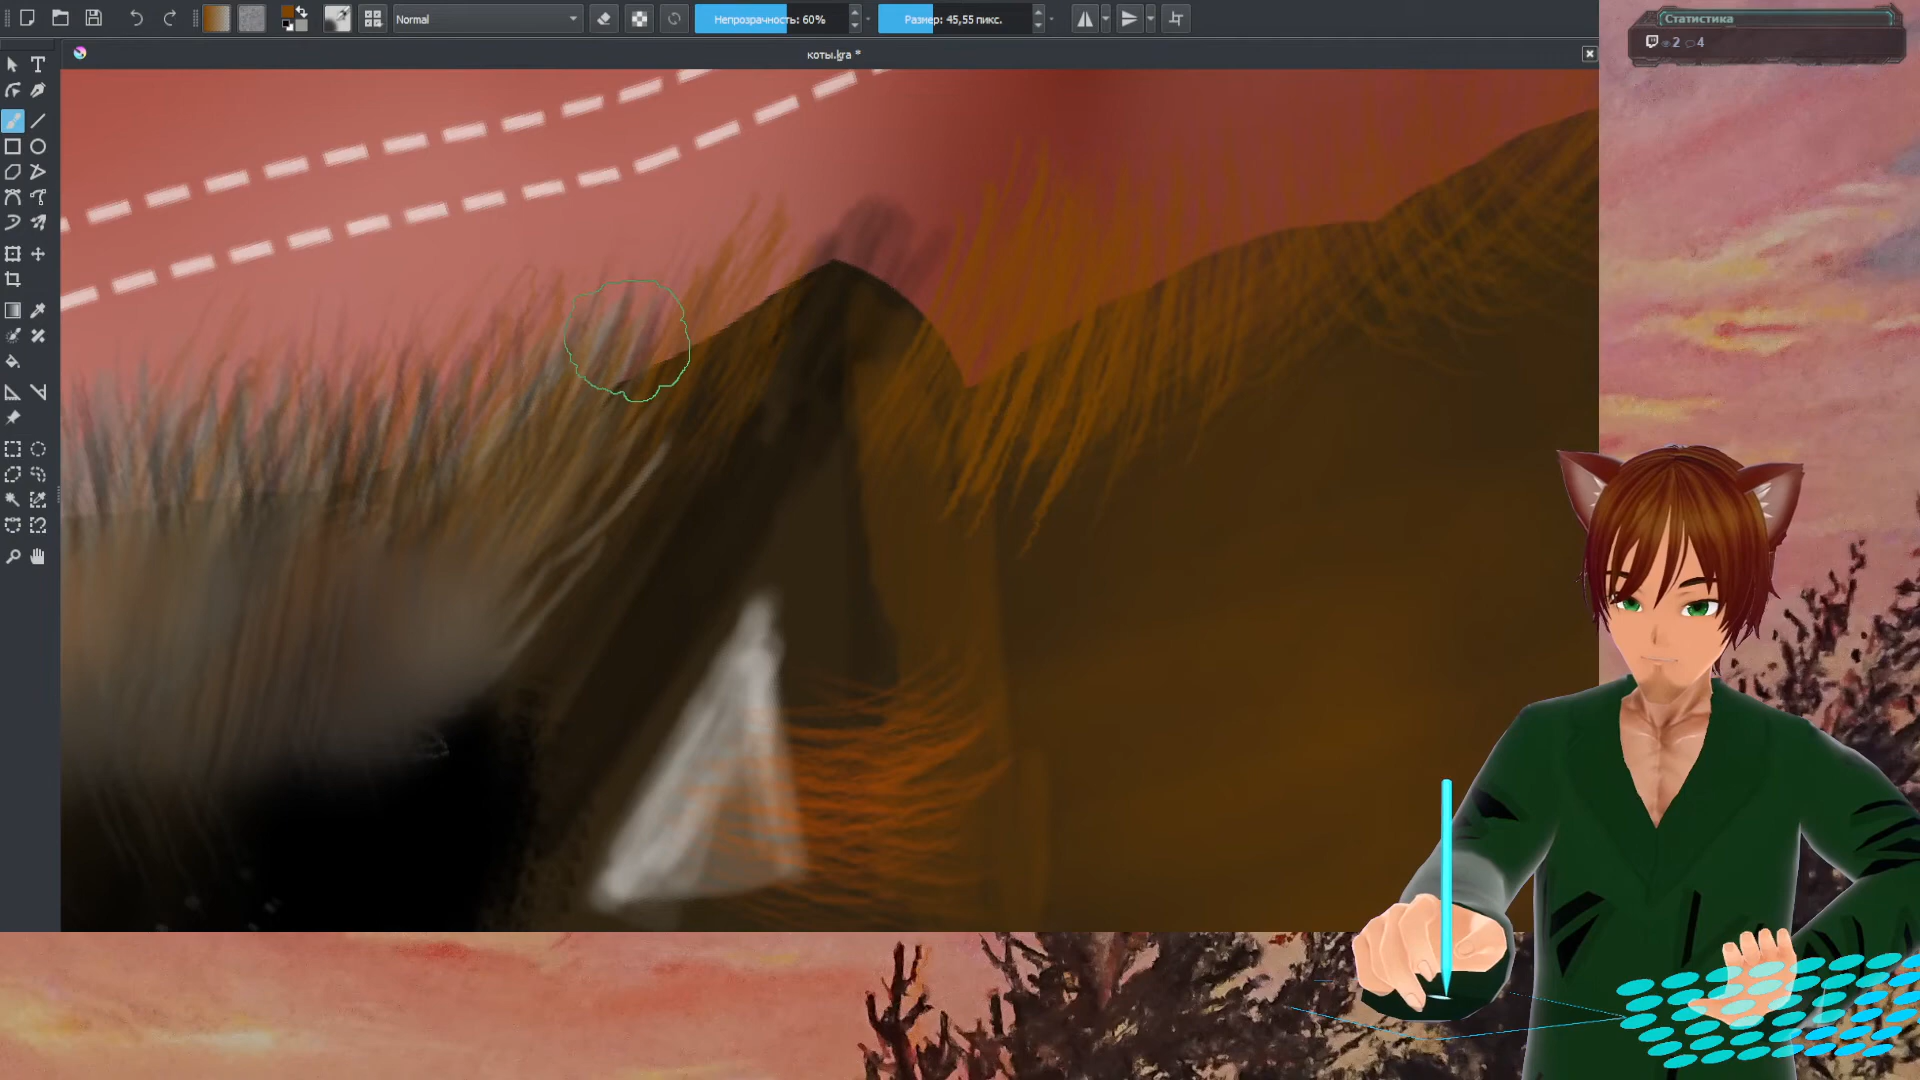 Normal
Непрозрачность: 60%
Размер: 45,55 пикс.
Статистика
2 4
коты.kra *